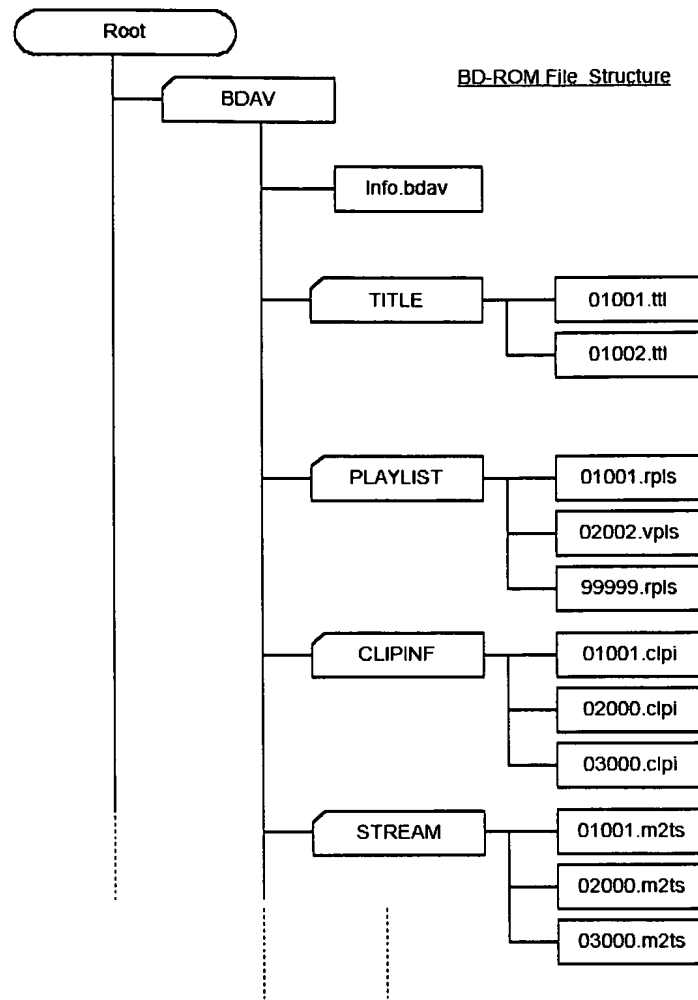 Root
BD-ROM File Structure
BDAV
Info.bdav
TITLE
01001.ttl
01002.ttl
PLAYLIST
01001.rpls
02002.vpls
99999.rpls
CLIPINF
01001.clpi
02000.clpi
03000.clpi
STREAM
01001.m2ts
02000.m2ts
03000.m2ts